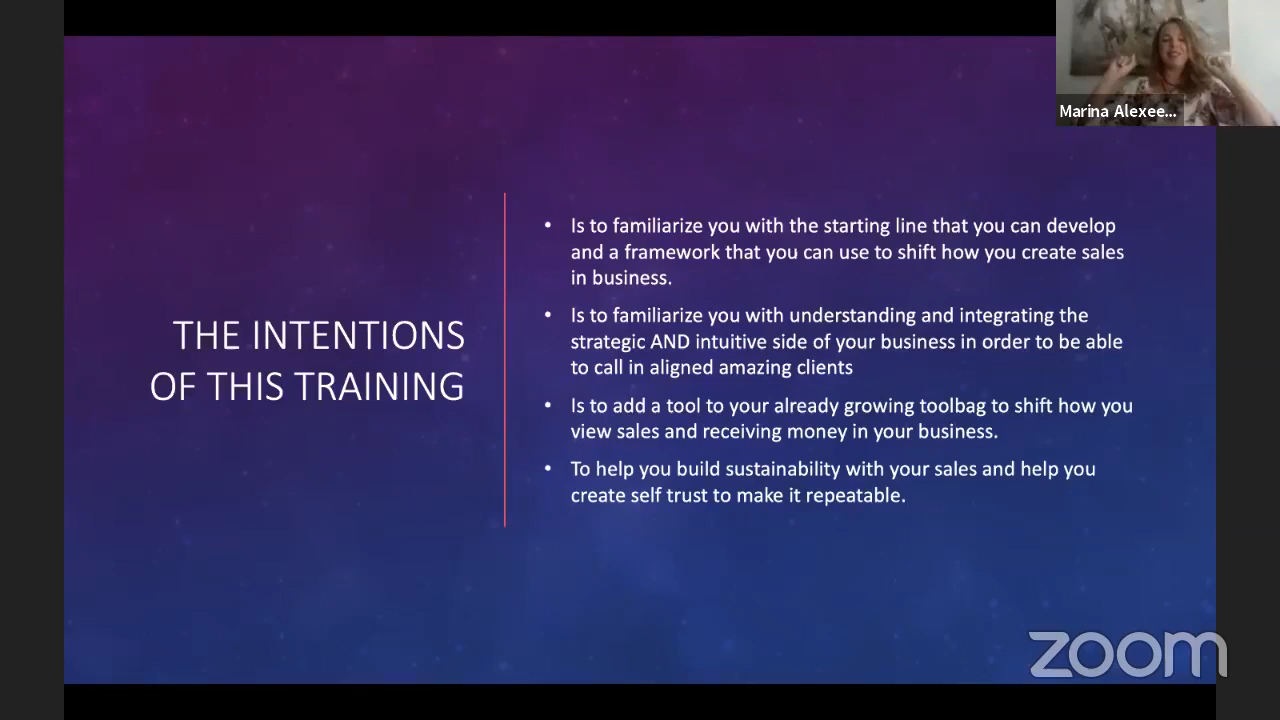 Marina Alexee...
THE INTENTIONS
OF THIS TRAINING
• Is to familiarize you with the starting line that you can develop
and a framework that you can use to shift how you create sales
in business.
• Is to familiarize you with understanding and integrating the
strategic AND intuitive side of your business in order to be able
to call in aligned amazing clients
• Is to add a tool to your already growing toolbag to shift how you
view sales and receiving money in your business.
• To help you build sustainability with your sales and help you
create self trust to make it repeatable.
zoom